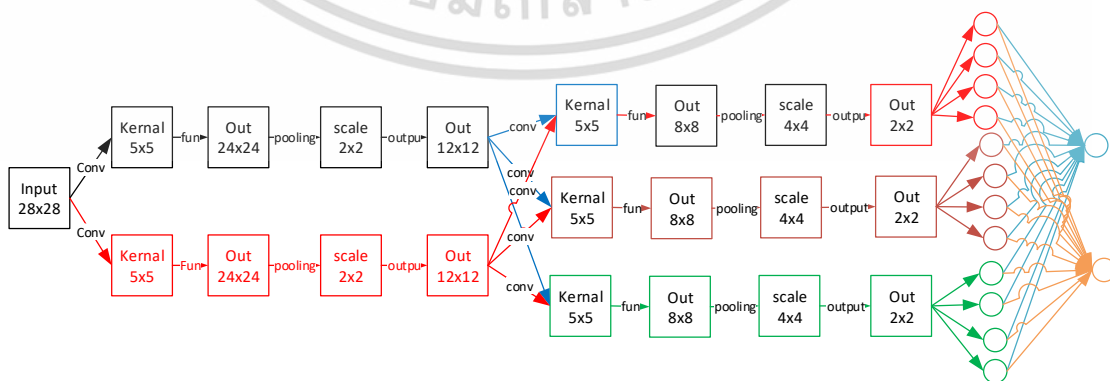 Input
28x28
Conv
Kernal
5x5
fun
Out
24x24
pooling
scale
2x2
outpu
Out
12x12
conv
Kernal
5x5
fun
Out
8x8
pooling
scale
4x4
outpu
Out
2x2
conv
conv
Kernal
5x5
fun
Out
8x8
pooling
scale
4x4
output
Out
2x2
Conv
Kernal
5x5
Fun
Out
24x24
pooling
scale
2x2
outpu
Out
12x12
conv
conv
Kernal
5x5
fun
Out
8x8
pooling
scale
4x4
output
Out
2x2